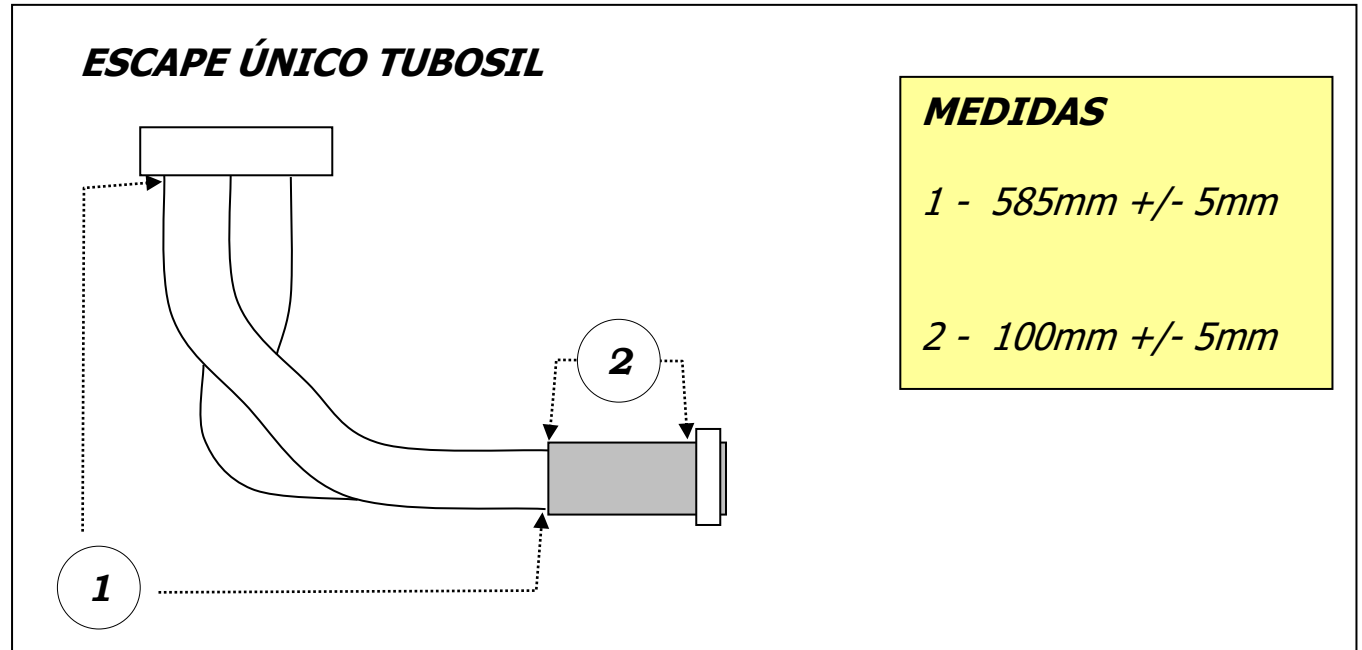 ESCAPE ÚNICO TUBOSIL
MEDIDAS
1 - 585mm +/- 5mm
2 - 100mm +/- 5mm
2
1